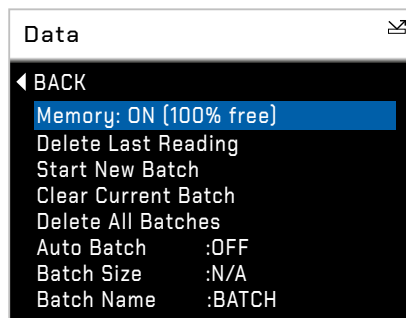 Data
BACK
Memory: ON (100% free)
Delete Last Reading
Start New Batch
Clear Current Batch
Delete All Batches
Auto Batch :OFF
Batch Size :N/A
Batch Name :BATCH